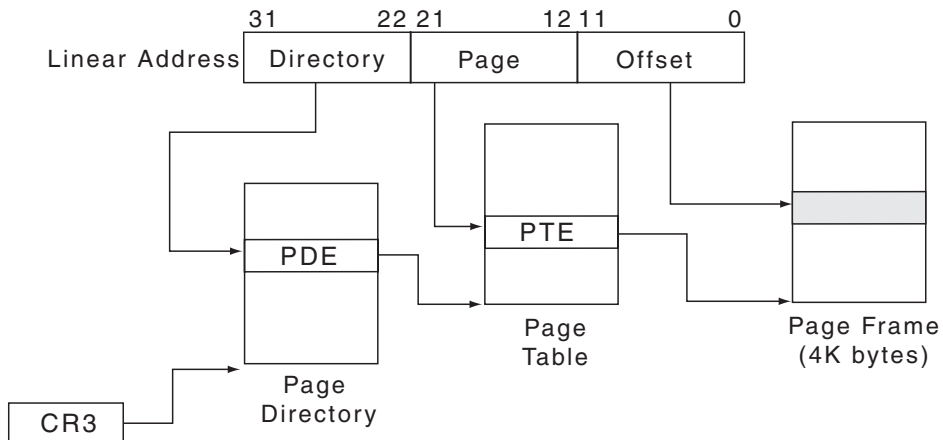 31 22 21 12 11 0
Linear Address Directory Page Offset
PDE
PTE
Page
Table
Page Frame
(4K bytes)
Page
Directory
CR3